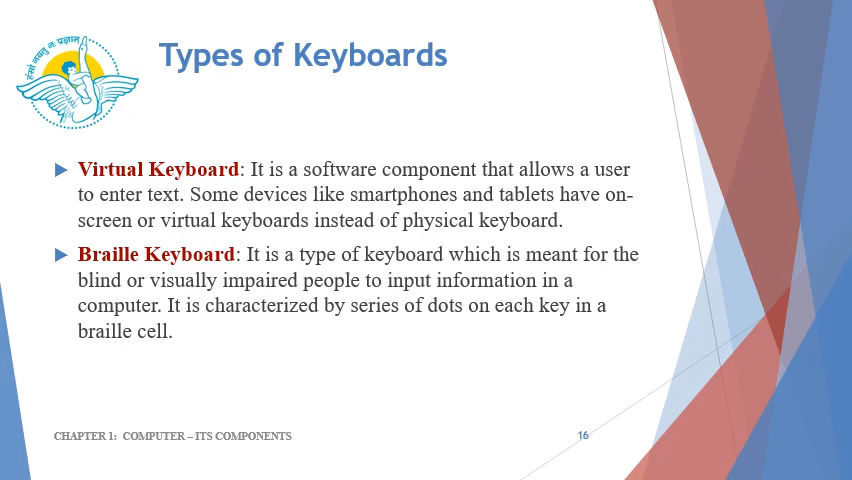 हंसो नयतु नः प्रज्ञाम्
Types of Keyboards
Virtual Keyboard: It is a software component that allows a user
to enter text. Some devices like smartphones and tablets have on-
screen or virtual keyboards instead of physical keyboard.
Braille Keyboard: It is a type of keyboard which is meant for the
blind or visually impaired people to input information in a
computer. It is characterized by series of dots on each key in a
braille cell.
CHAPTER 1: COMPUTER – ITS COMPONENTS
16